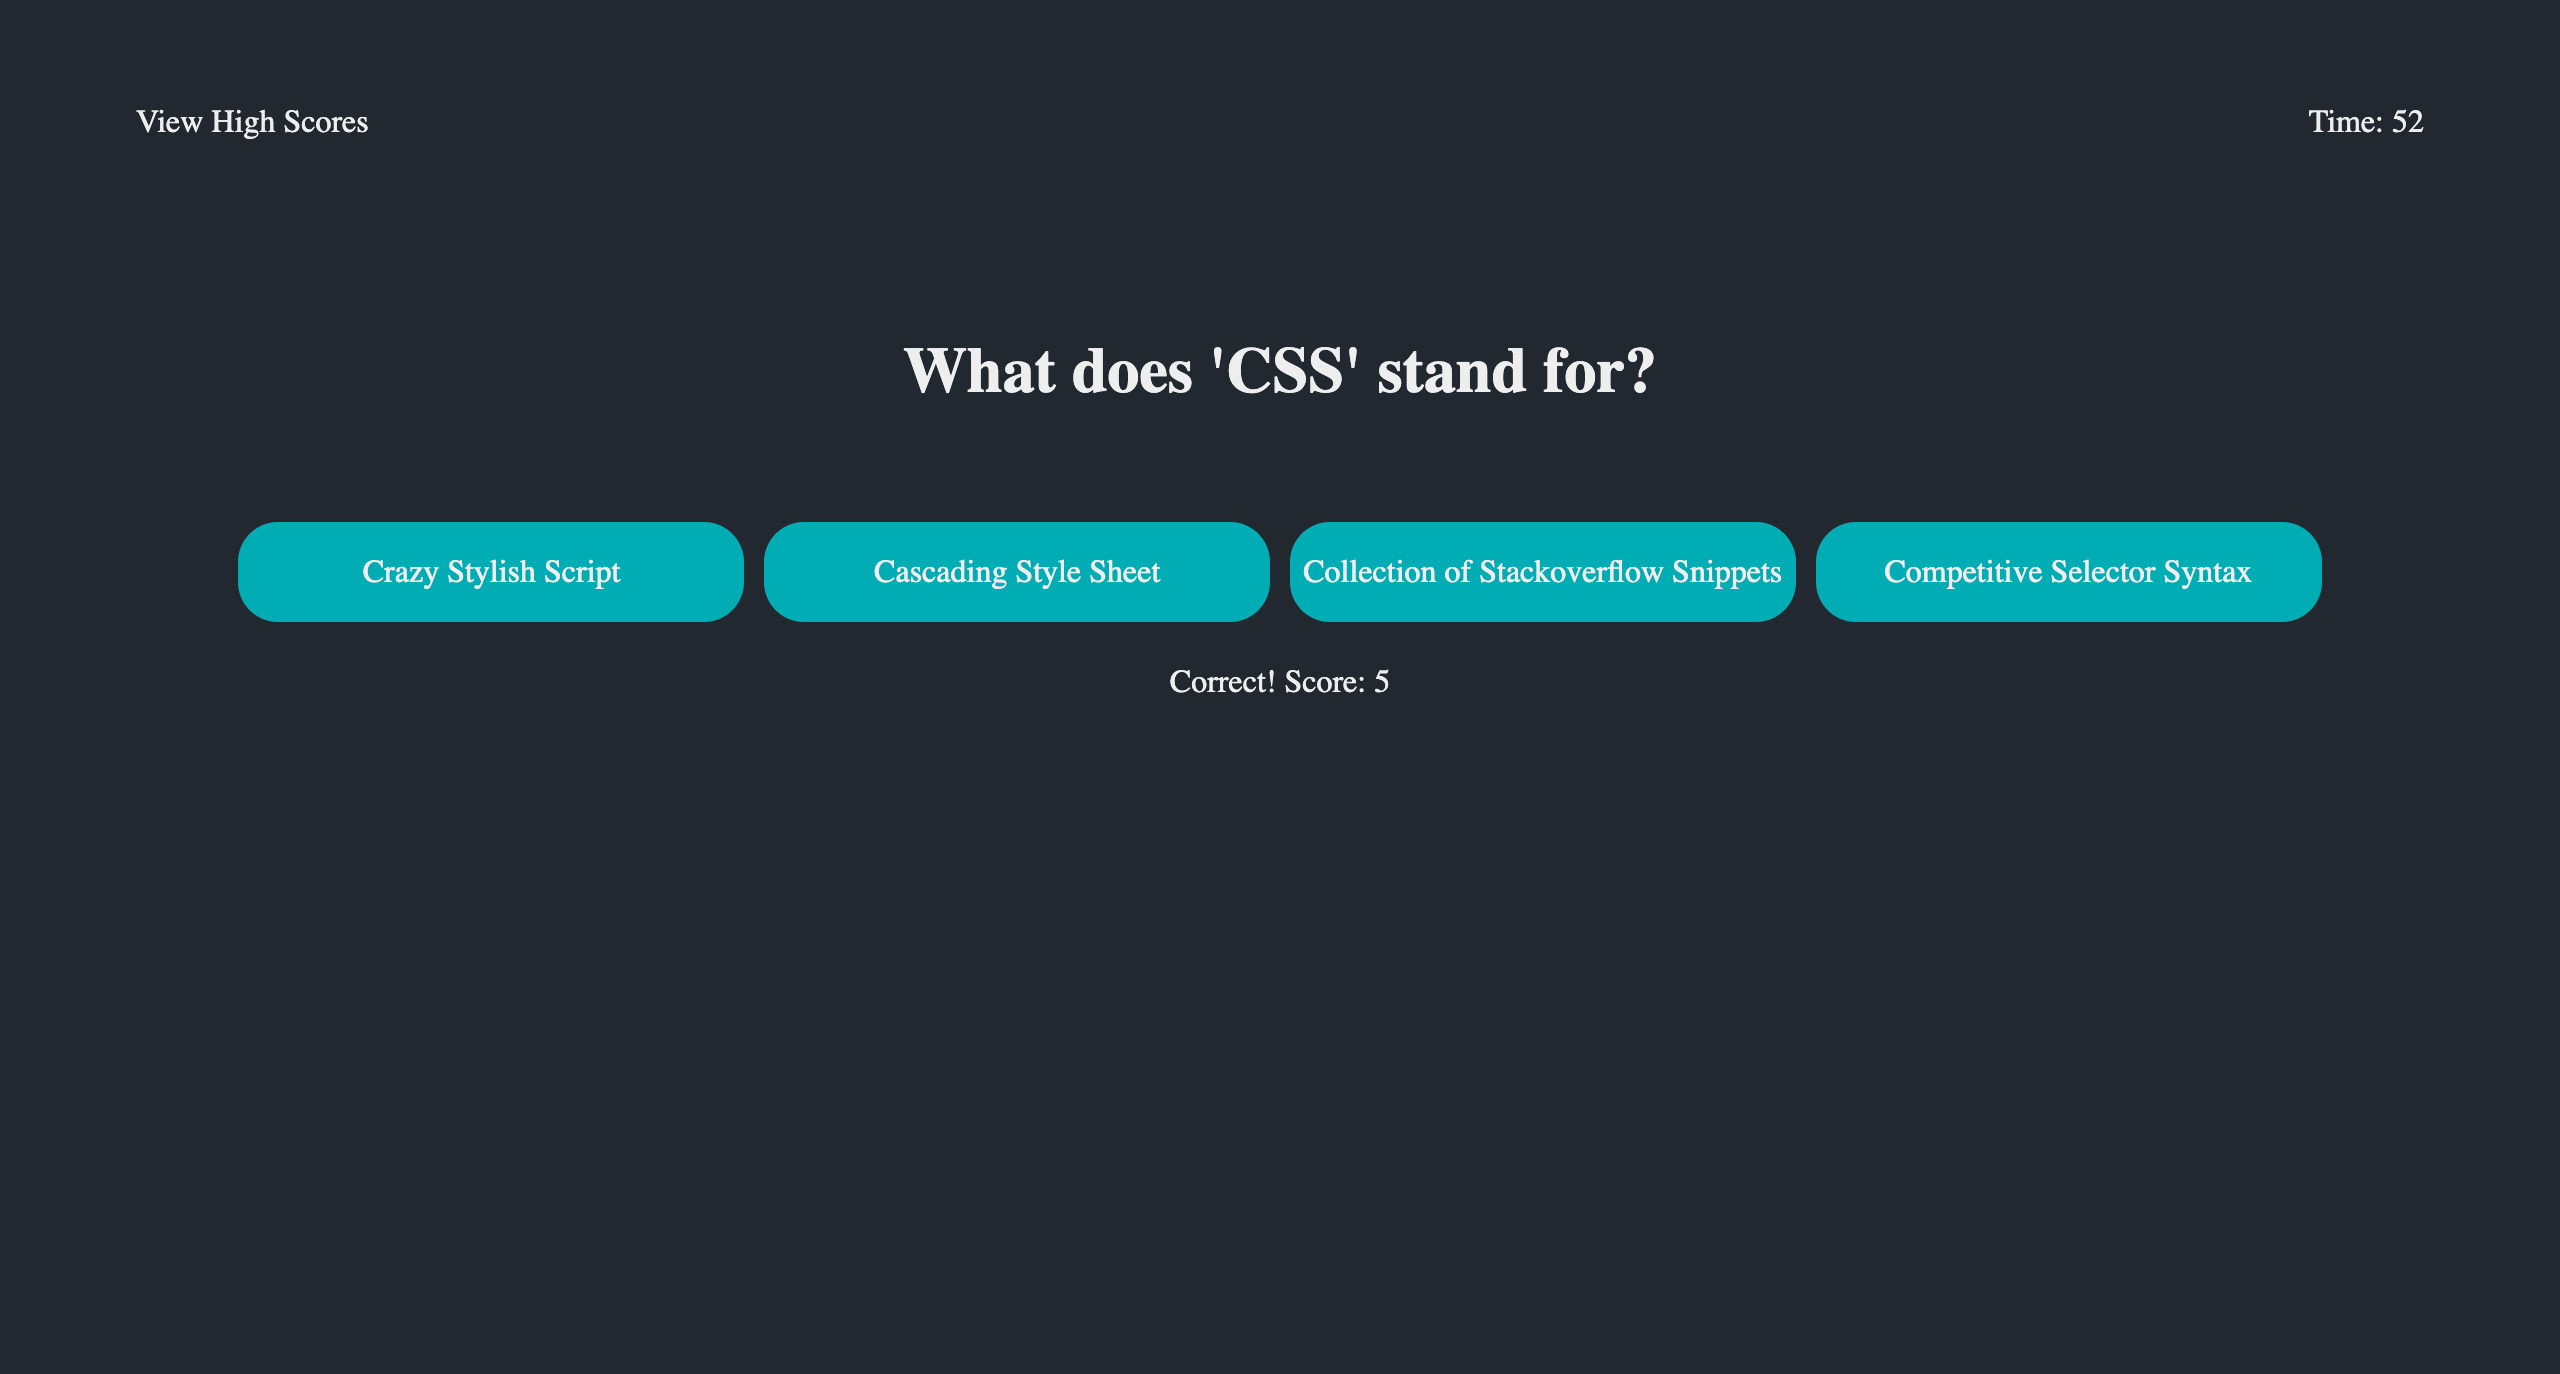 View High Scores
Time: 52
What does 'CSS' stand for?
Crazy Stylish Script
Cascading Style Sheet
Collection of Stackoverflow Snippets
Competitive Selector Syntax
Correct! Score: 5